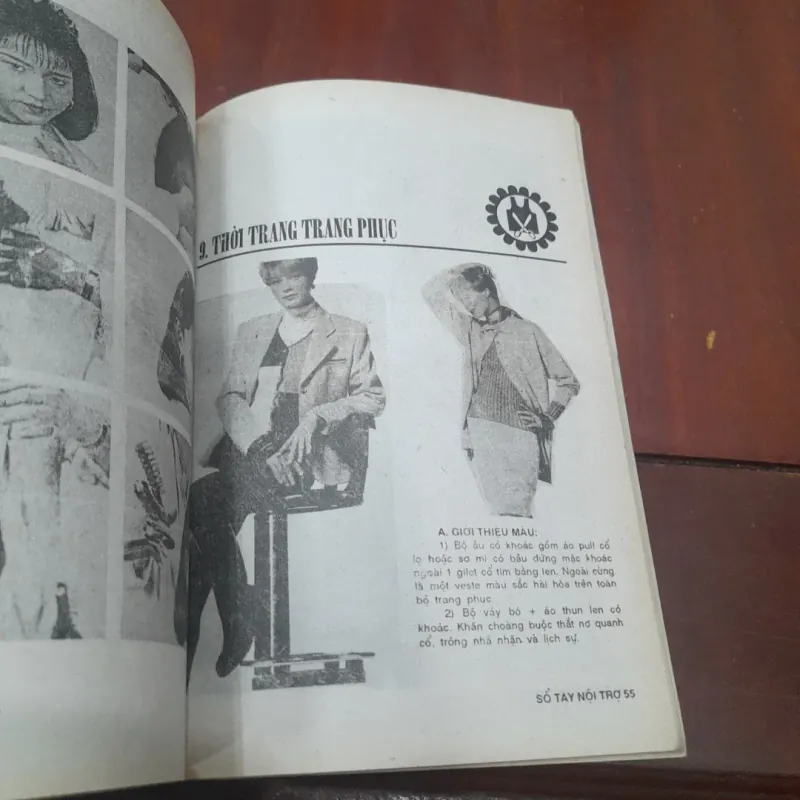 9. THỜI TRANG TRANG PHỤC
A. GIỚI THIỆU MẪU:
1) Bộ âu có khoác gồm áo pull cổ
lọ hoặc sơ mi có bâu đứng mặc khoác
ngoài 1 gilet cổ tim bằng len. Ngoài cùng
là một veste màu sắc hài hòa trên toàn
bộ trang phục.
2) Bộ váy bó + áo thun len có
khoác. Khăn choàng buộc thắt nơ quanh
cổ, trông nhã nhặn và lịch sự.
SỔ TAY NỘI TRỢ 55